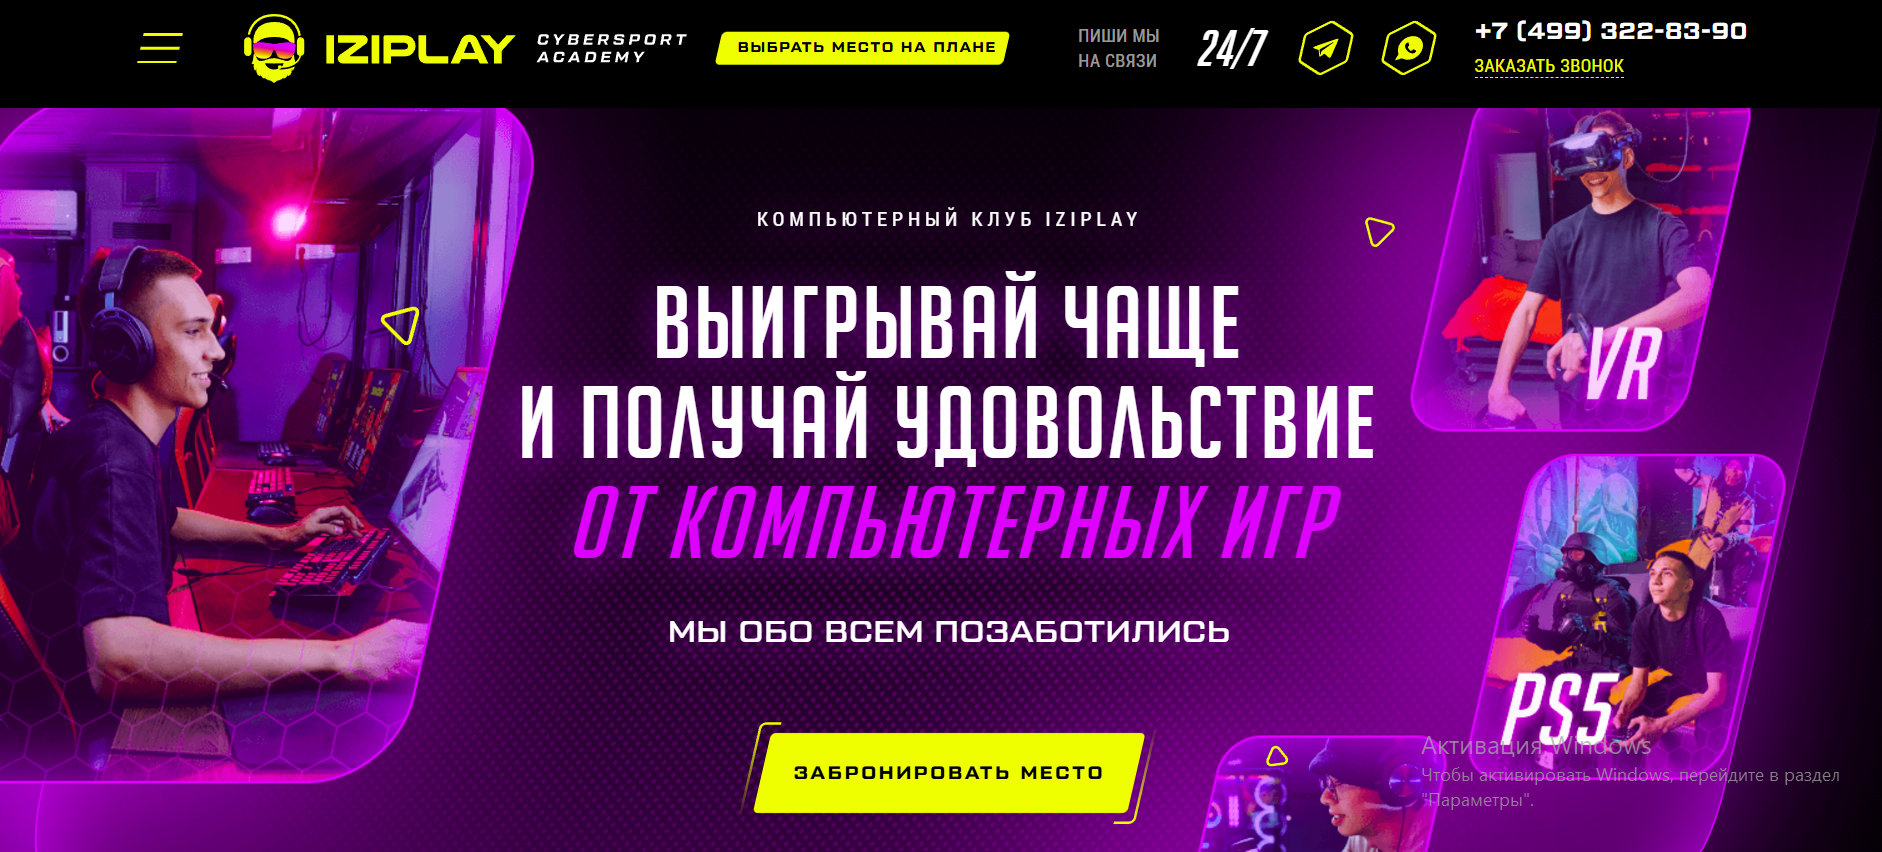 IZIPLAY
CYBERSPORT
ACADEMY
ВЫБРАТЬ МЕСТО НА ПЛАНЕ
ПИШИ МЫ
НА СВЯЗИ
24/7
+7 (499) 322-83-90
ЗАКАЗАТЬ ЗВОНОК
КОМПЬЮТЕРНЫЙ КЛУБ IZIPLAY
ВЫИГРЫВАЙ ЧАЩЕ
И ПОЛУЧАЙ УДОВОЛЬСТВИЕ
ОТ КОМПЬЮТЕРНЫХ ИГР
МЫ ОБО ВСЕМ ПОЗАБОТИЛИСЬ
ЗАБРОНИРОВАТЬ МЕСТО
VR
PS5
Активация Windows
Чтобы активировать Windows, перейдите в раздел
"Параметры".